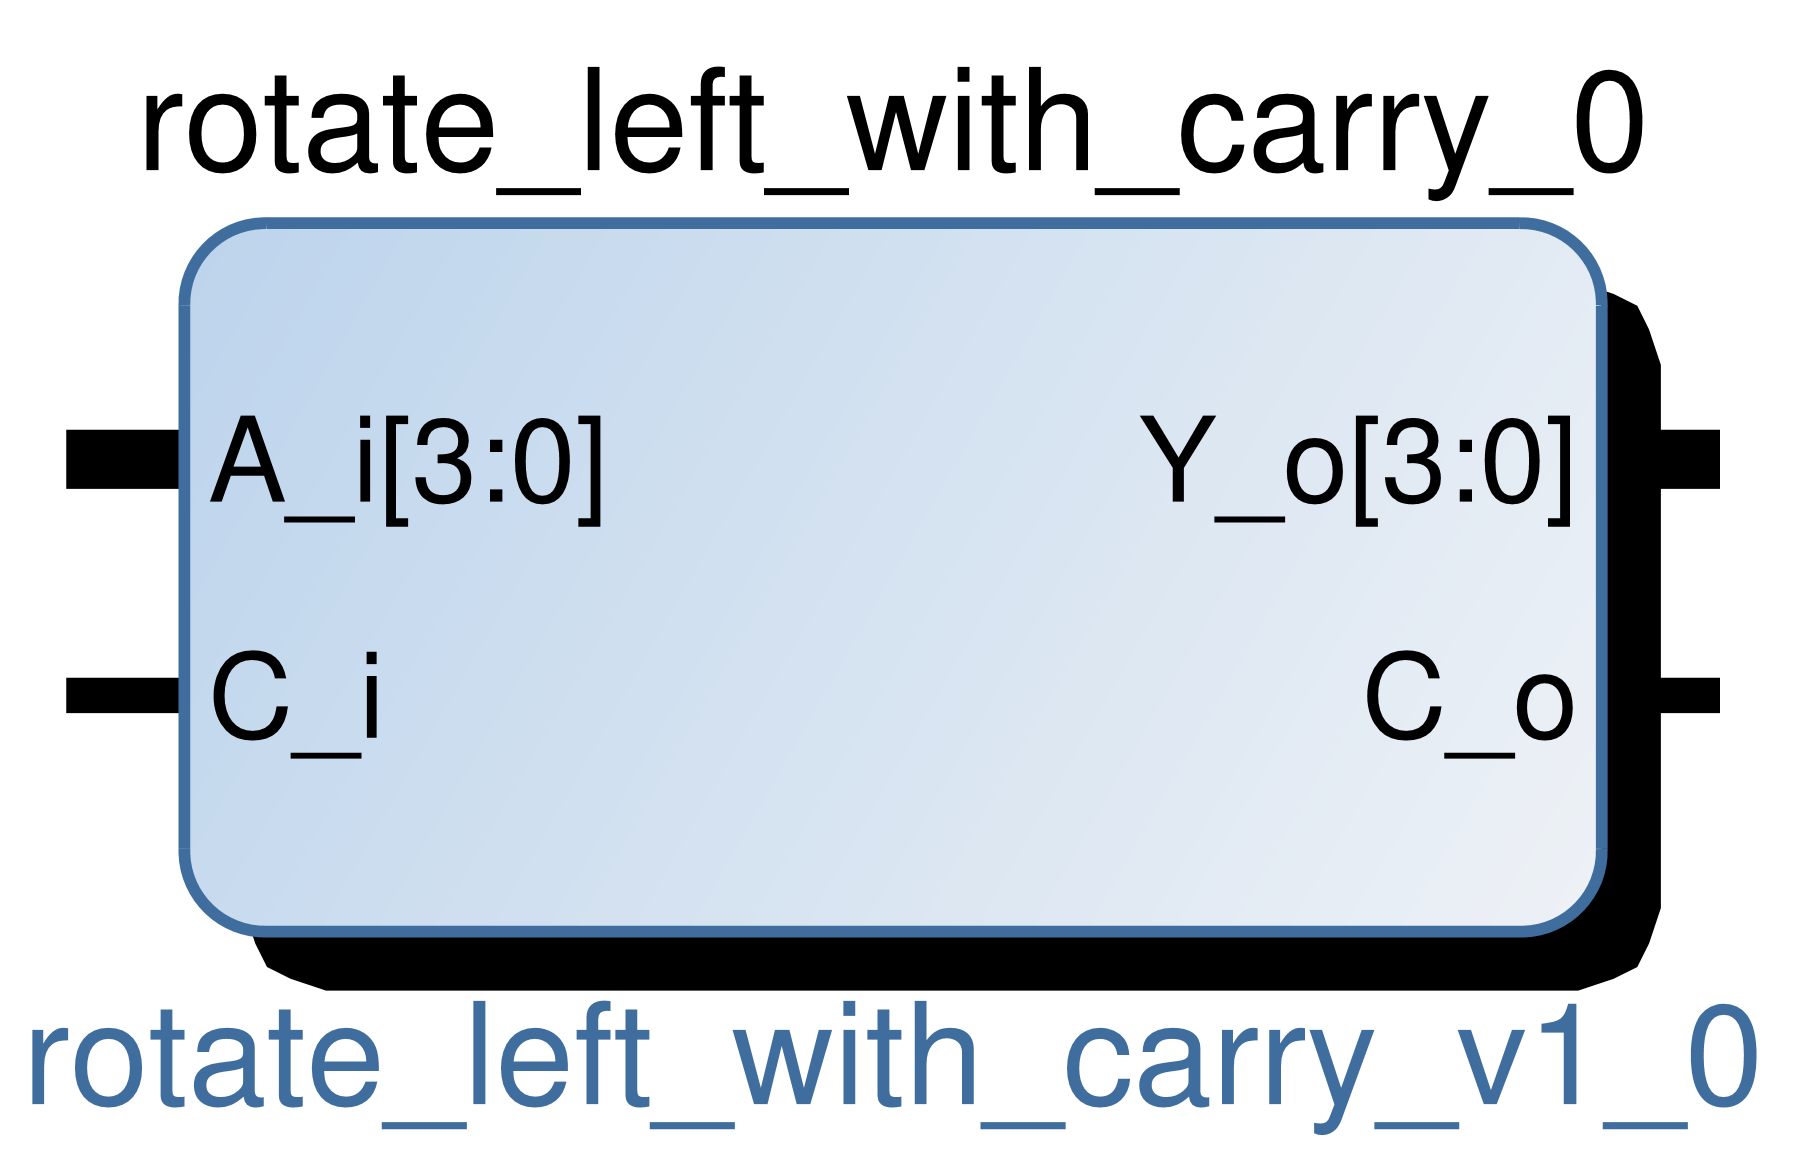 rotate_left_with_carry_0
A_i[3:0] Y_o[3:0]
C_i C_o
rotate_left_with_carry_v1_0